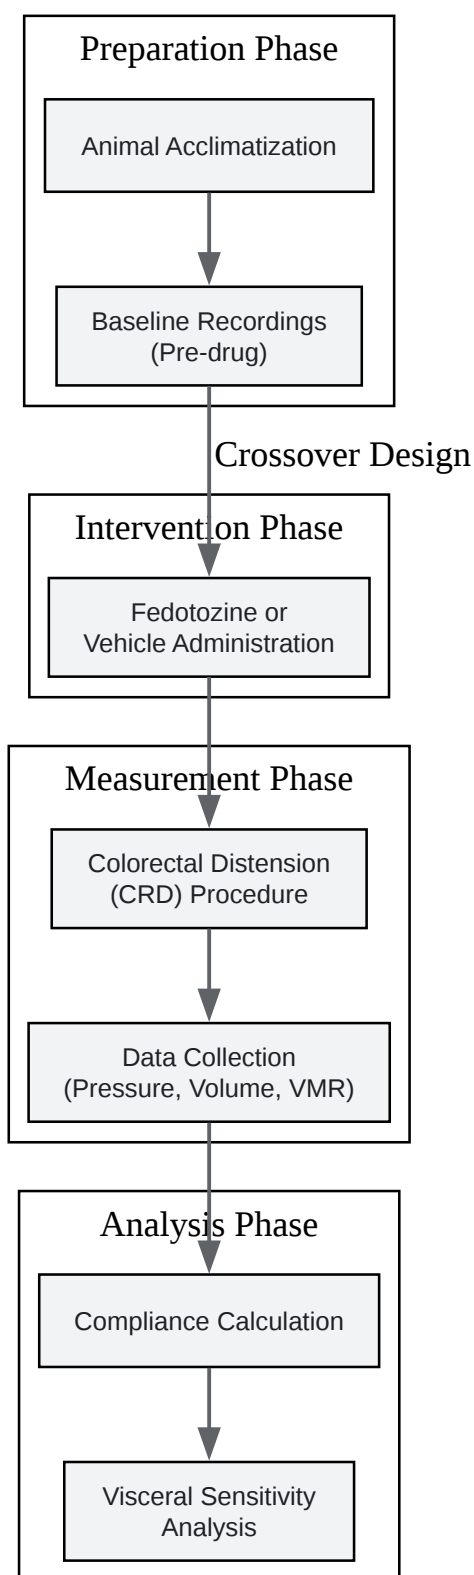 Preparation Phase
Animal Acclimatization
Baseline Recordings
(Pre-drug)
Crossover Design
Intervention Phase
Fedotozine or
Vehicle Administration
Measurement Phase
Colorectal Distension
(CRD) Procedure
Data Collection
(Pressure, Volume, VMR)
Analysis Phase
Compliance Calculation
Visceral Sensitivity
Analysis